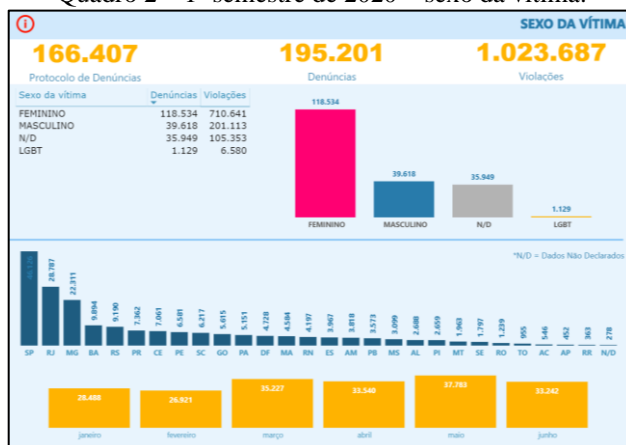 Quadro 2 – 1º semestre de 2020 – sexo da vítima.
SEXO DA VÍTIMA
166.407 195.201 1.023.687
Protocolo de Denúncias Denúncias Violações
Sexo da vítima Denúncias Violações
FEMININO 118.534 710.641
MASCULINO 39.618 201.113
N/D 35.949 105.353
LGBT 1.129 6.580
118.534 39.618 35.949 1.129
FEMININO MASCULINO N/D LGBT
*N/D = Dados Não Declarados
28.787 22.311 9.894 9.190 7.362 7.061 6.581 6.217 5.615 5.151 4.728 4.584 4.197 3.967 3.818 3.573 3.099 2.688 2.659 1.963 1.797 1.239 955 546 452 363 278
SP RJ MG BA RS PR CE PE SC GO PA DF MA RN ES AM PB MS AL PI MT SE RO TO AC AP RR N/D
28.488 26.921 35.227 33.540 37.783 33.242
janeiro fevereiro março abril maio junho